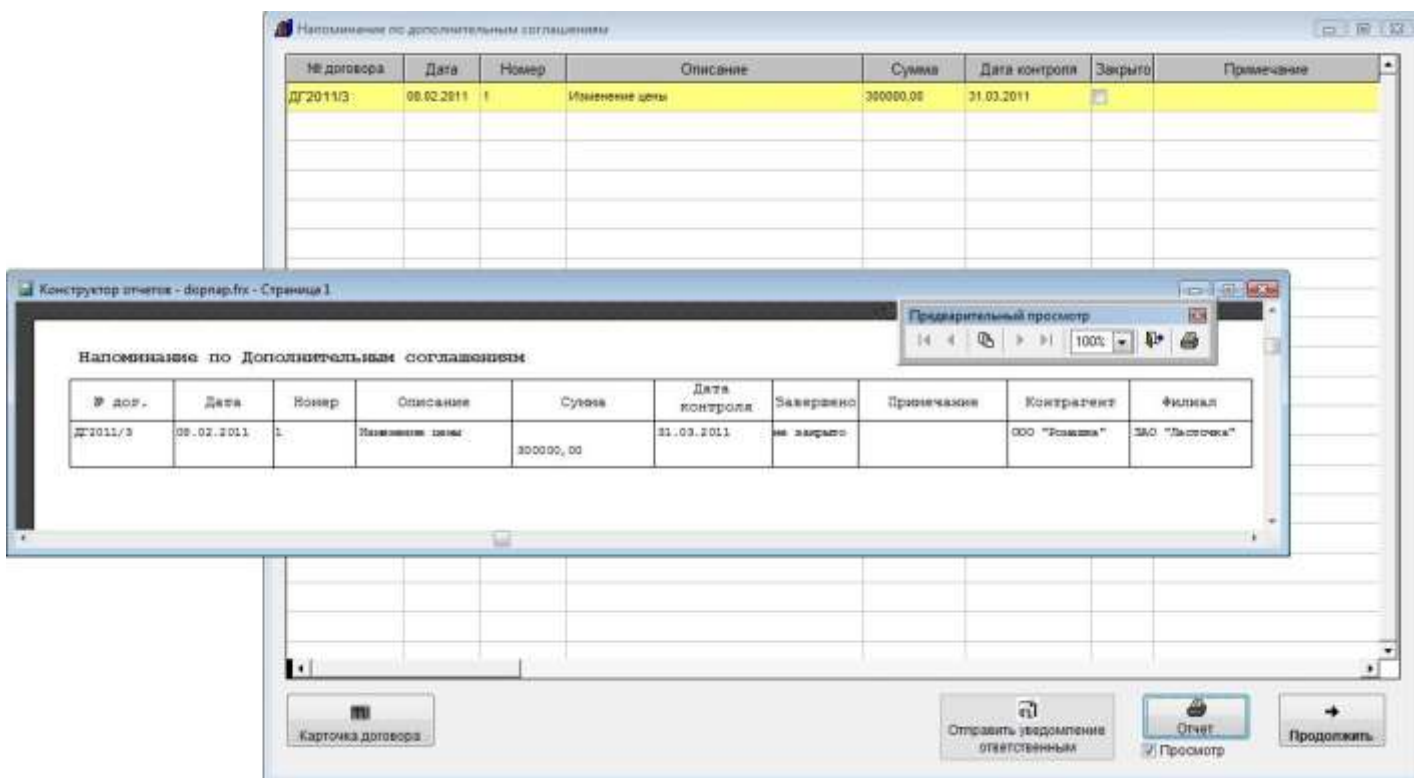 Напоминание по дополнительным соглашениям
№ договора Дата Номер Описание Сумма Дата контроля Закрыто Примечание
ДГ2011/3 08.02.2011 1 Изменение цены 300000,00 31.03.2011
Конструктор отчетов - dopnap.frx - Страница 1
Предварительный просмотр
100%
Напоминание по Дополнительным соглашениям
№ дог. Дата Номер Описание Сумма Дата контроля Завершено Примечание Контрагент Филиал
ДГ2011/3 08.02.2011 1 Изменение цены 300000,00 31.03.2011 не закрыто ООО "Ромашка" ЗАО "Ласточка"
Карточка договора
Отправить уведомление
ответственным
Отчет
Просмотр
Продолжить